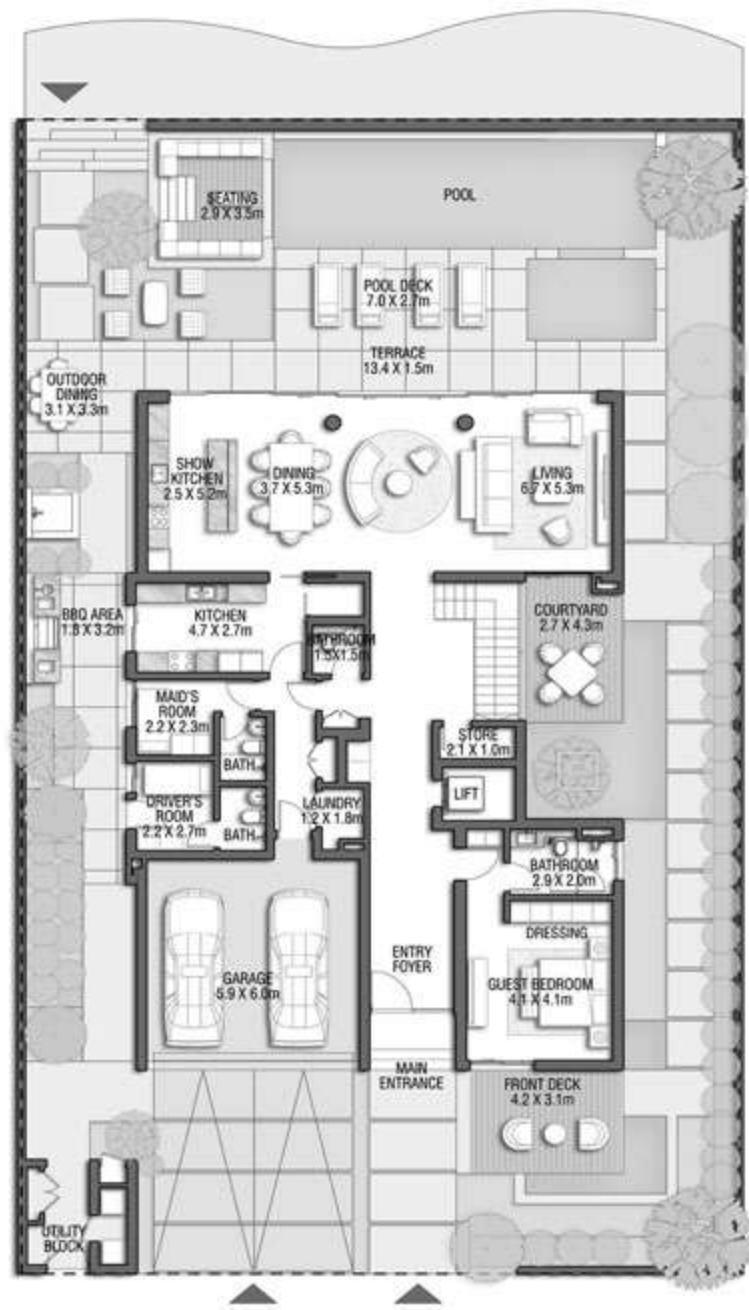 SEATING
2.9 X 3.5m
POOL
POOL DECK
7.0 X 2.7m
TERRACE
13.4 X 1.5m
OUTDOOR
DINING
3.1 X 3.3m
SHOW
KITCHEN
2.5 X 5.2m
DINING
3.7 X 5.3m
LIVING
6.7 X 5.3m
BBQ AREA
1.8 X 3.2m
KITCHEN
4.7 X 2.7m
BATHROOM
1.5X1.5m
COURTYARD
2.7 X 4.3m
MAID'S
ROOM
2.2 X 2.3m
BATH
STORE
2.1 X 1.0m
LIFT
DRIVER'S
ROOM
2.2 X 2.7m
BATH
LAUNDRY
1.2 X 1.8m
BATHROOM
2.9 X 2.0m
DRESSING
ENTRY
FOYER
GARAGE
5.9 X 6.0m
GUEST BEDROOM
4.1 X 4.1m
MAIN
ENTRANCE
FRONT DECK
4.2 X 3.1m
UTILITY
BLOCK